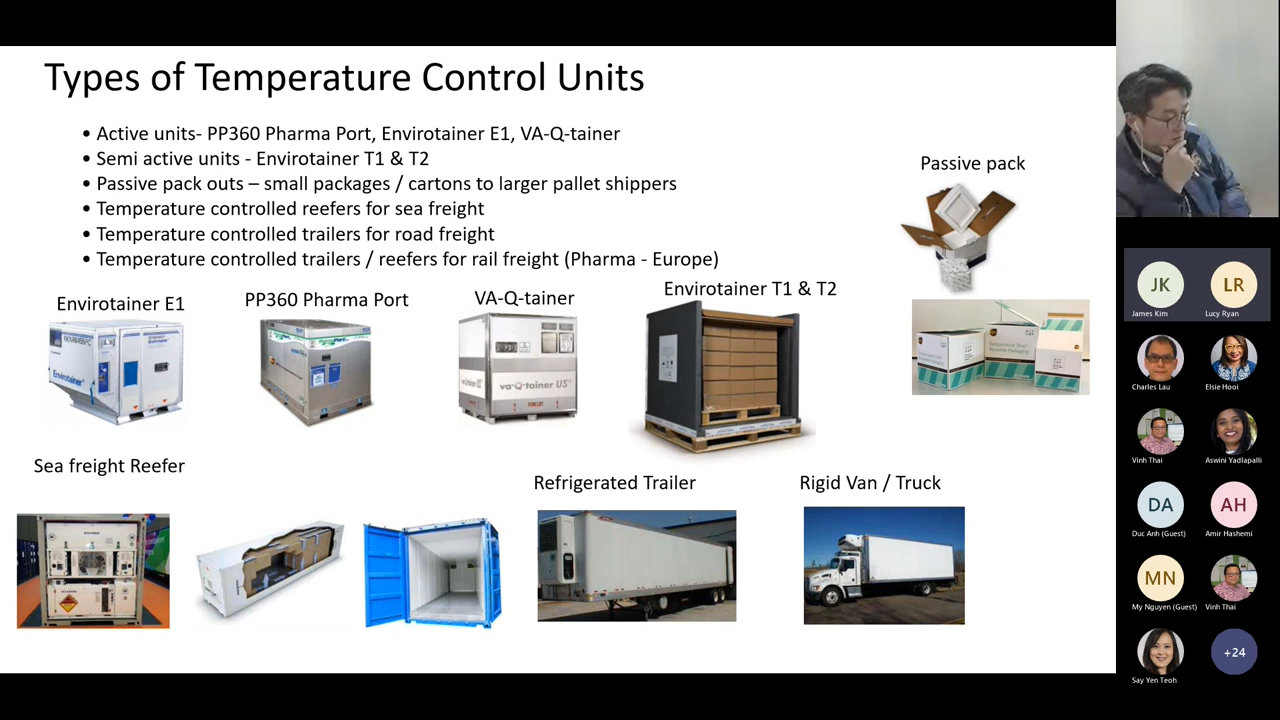 Types of Temperature Control Units
• Active units- PP360 Pharma Port, Envirotainer E1, VA-Q-tainer
• Semi active units - Envirotainer T1 & T2
• Passive pack outs – small packages / cartons to larger pallet shippers
• Temperature controlled reefers for sea freight
• Temperature controlled trailers for road freight
• Temperature controlled trailers / reefers for rail freight (Pharma - Europe)
Passive pack
Envirotainer E1
PP360 Pharma Port
VA-Q-tainer
Envirotainer T1 & T2
Envirotainer
va-Q-tainer US
Sea freight Reefer
Refrigerated Trailer
Rigid Van / Truck
JK
LR
James Kim
Lucy Ryan
Charles Lau
Elsie Hooi
Vinh Thai
Aswini Yadlapalli
DA
AH
Duc Anh (Guest)
Amir Hashemi
MN
My Nguyen (Guest)
Vinh Thai
Say Yen Teoh
+24